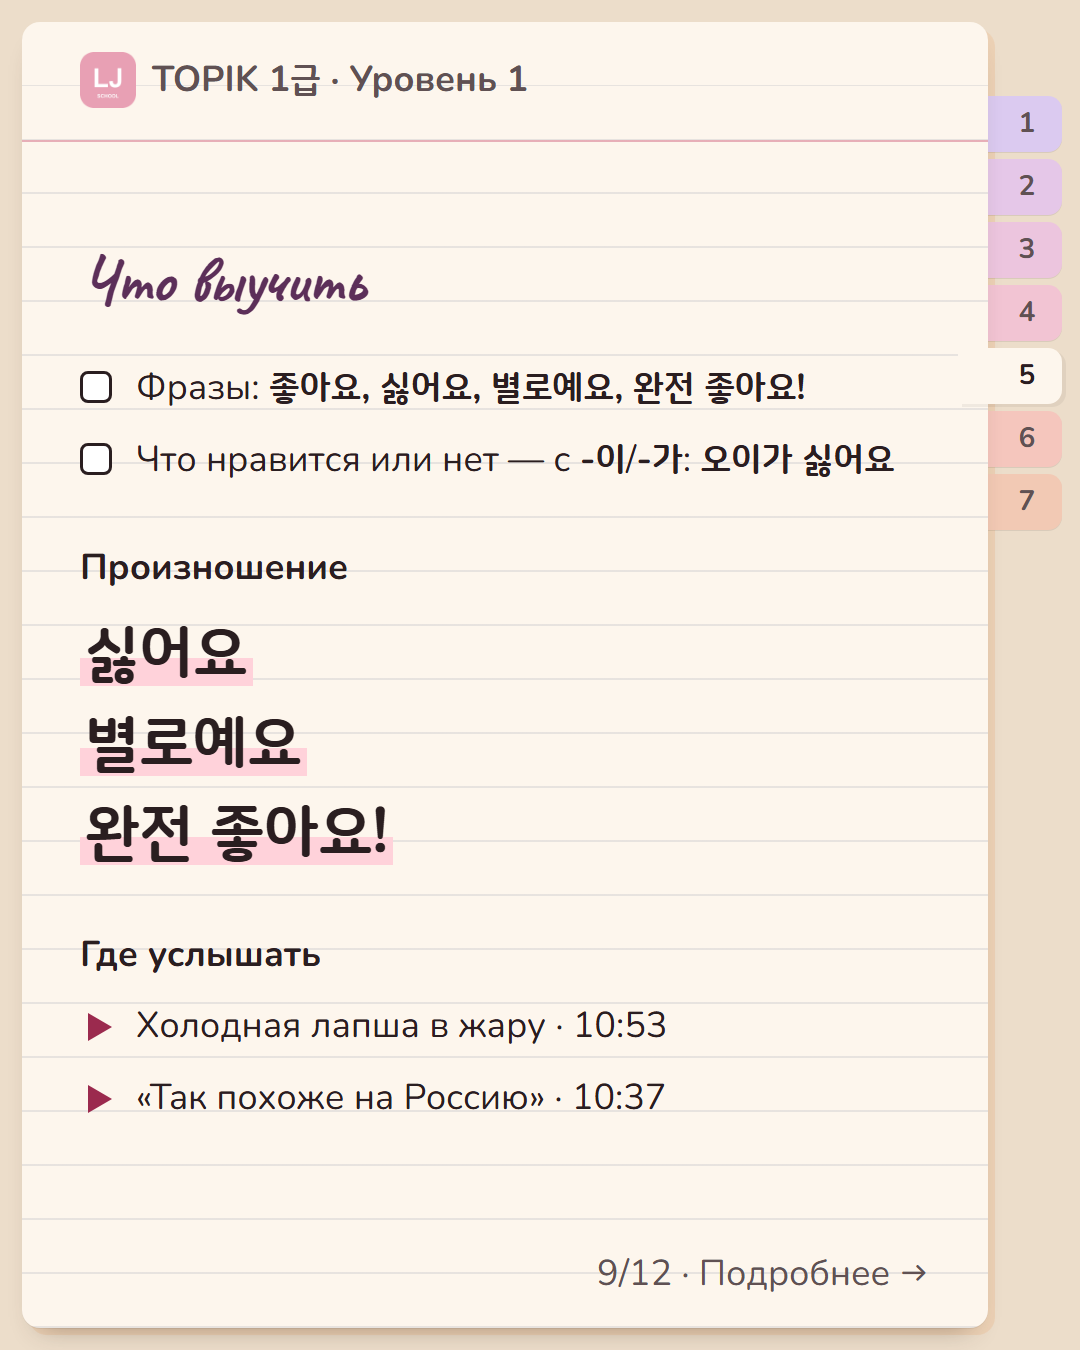 LJ
SCHOOL
TOPIK 1급 · Уровень 1
1
2
3
4
5
6
7
Что выучить
Фразы: 좋아요, 싫어요, 별로예요, 완전 좋아요!
Что нравится или нет — с -이/-가: 오이가 싫어요
Произношение
싫어요
별로예요
완전 좋아요!
Где услышать
Холодная лапша в жару · 10:53
«Так похоже на Россию» · 10:37
9/12 · Подробнее →